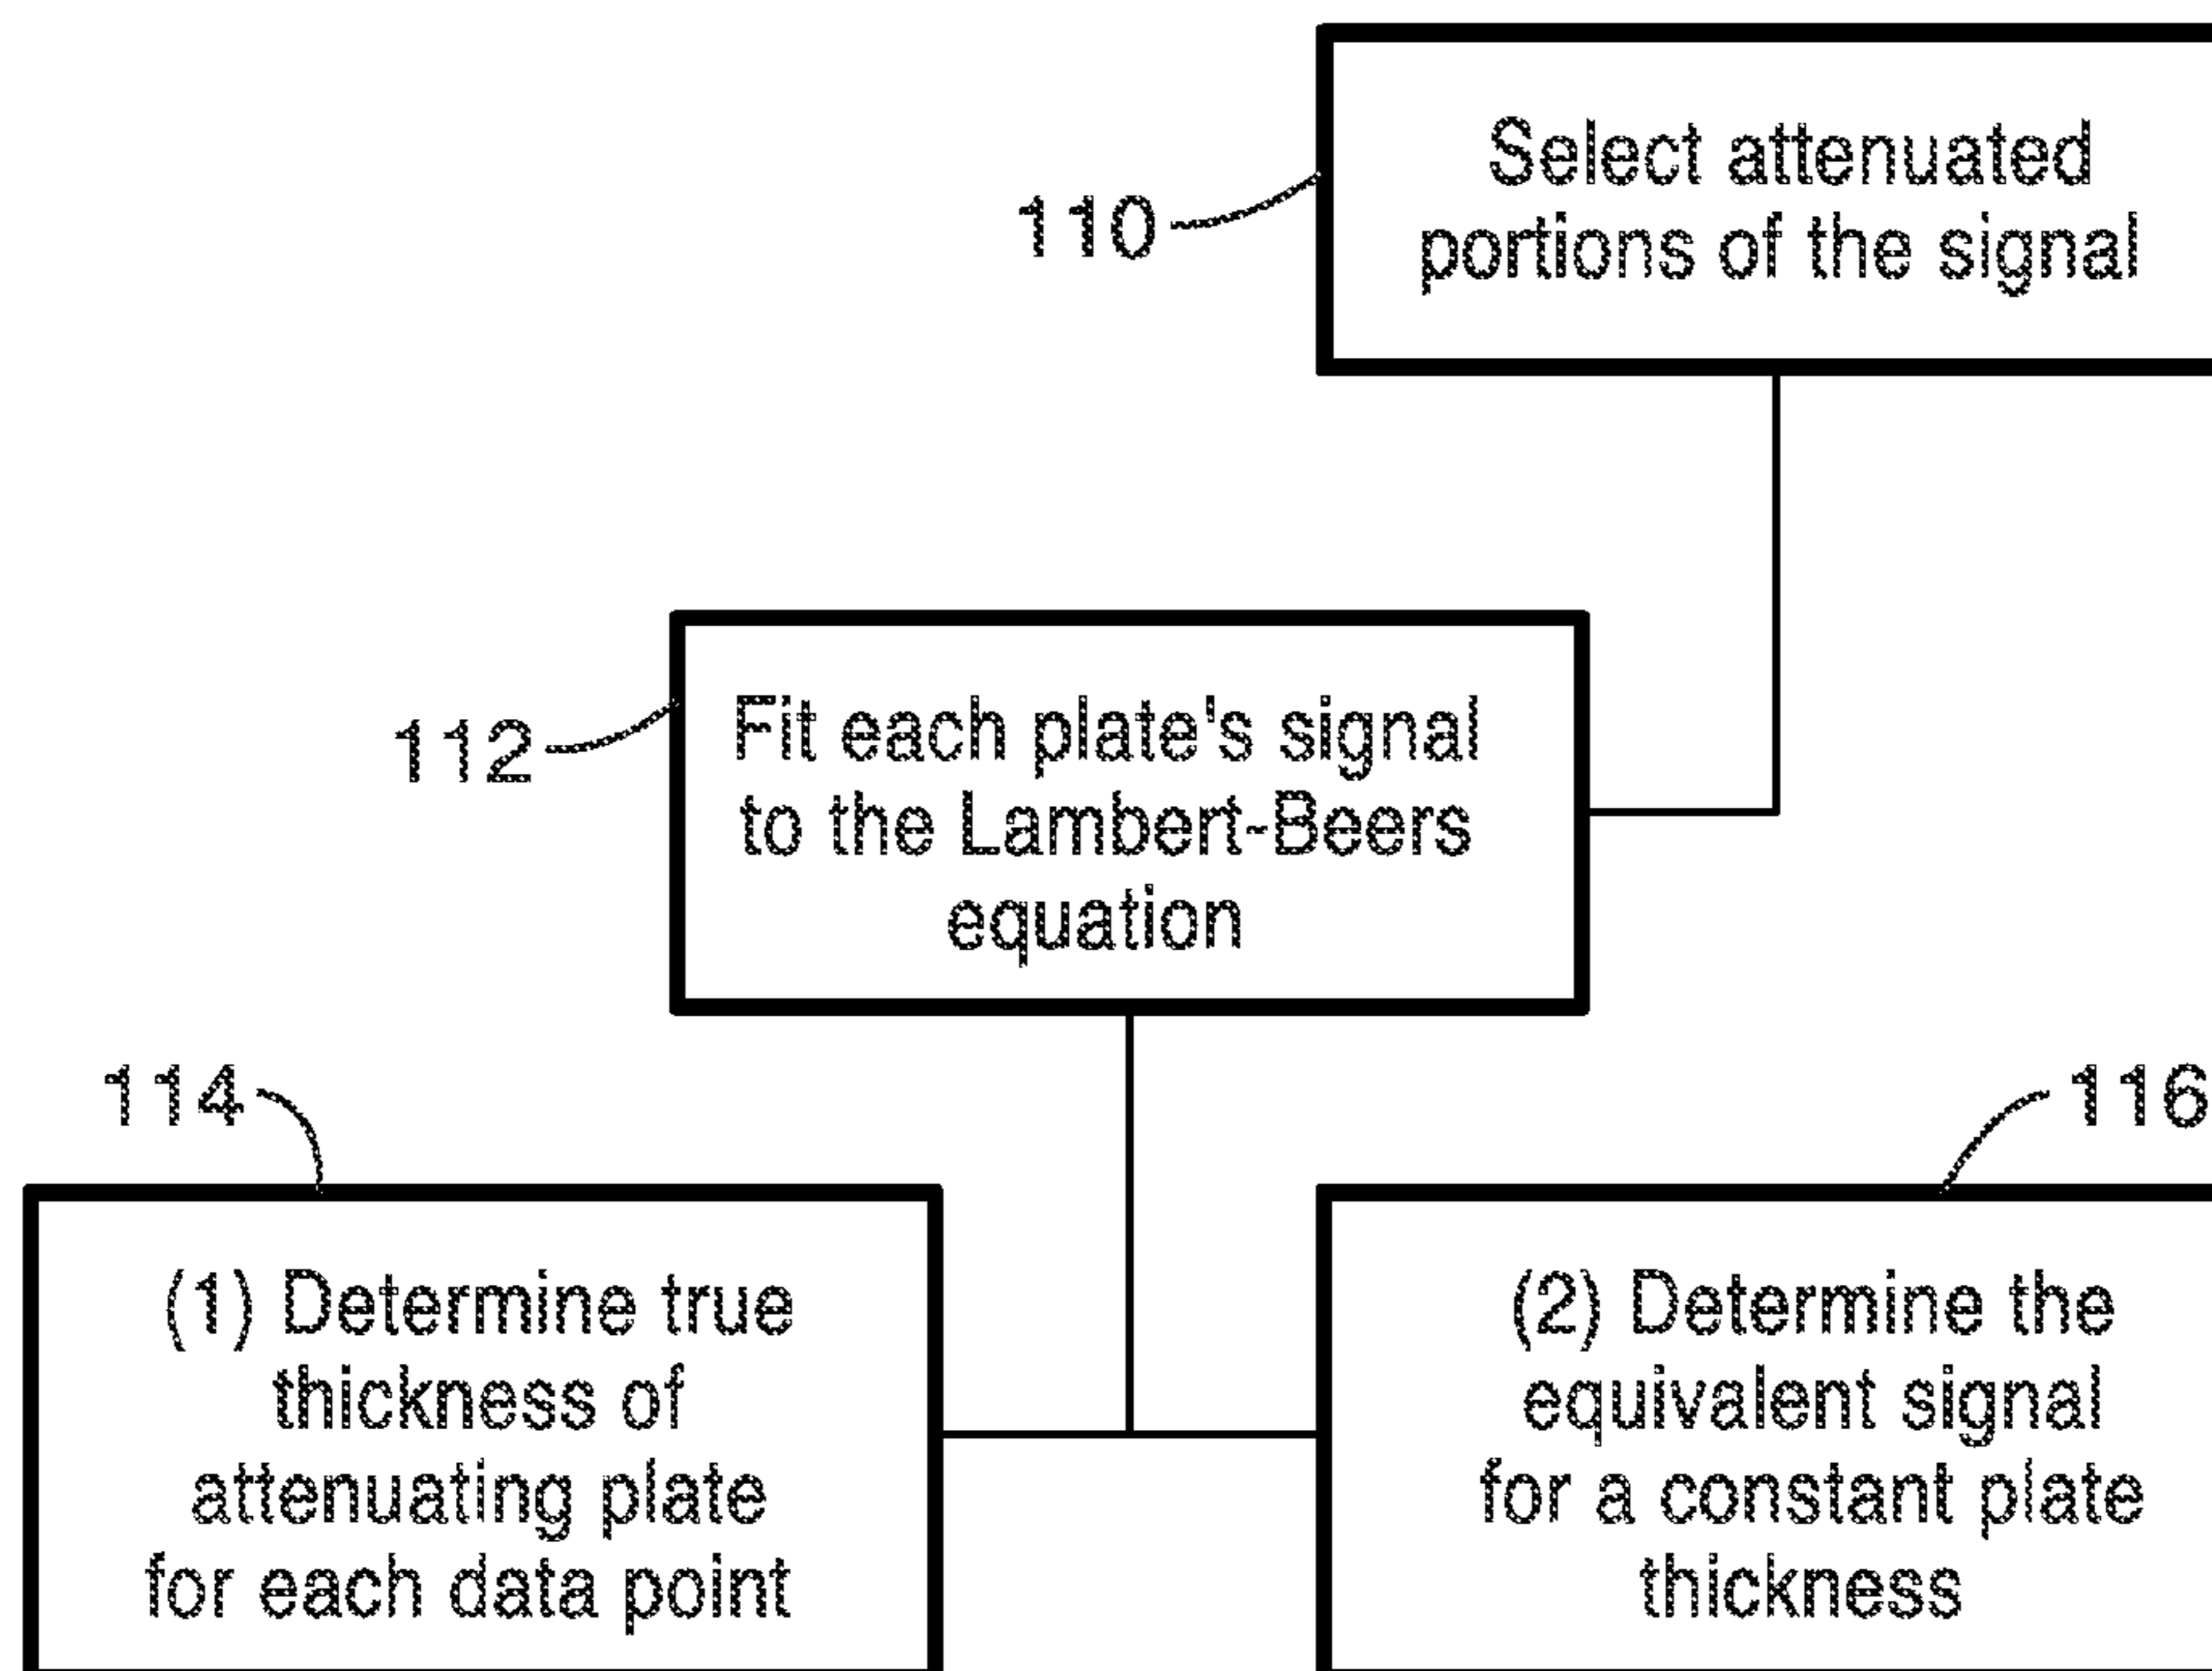 110
Select attenuated
portions of the signal
112
Fit each plate's signal
to the Lambert-Beers
equation
114
116
(1) Determine true
thickness of
attenuating plate
for each data point
(2) Determine the
equivalent signal
for a constant plate
thickness